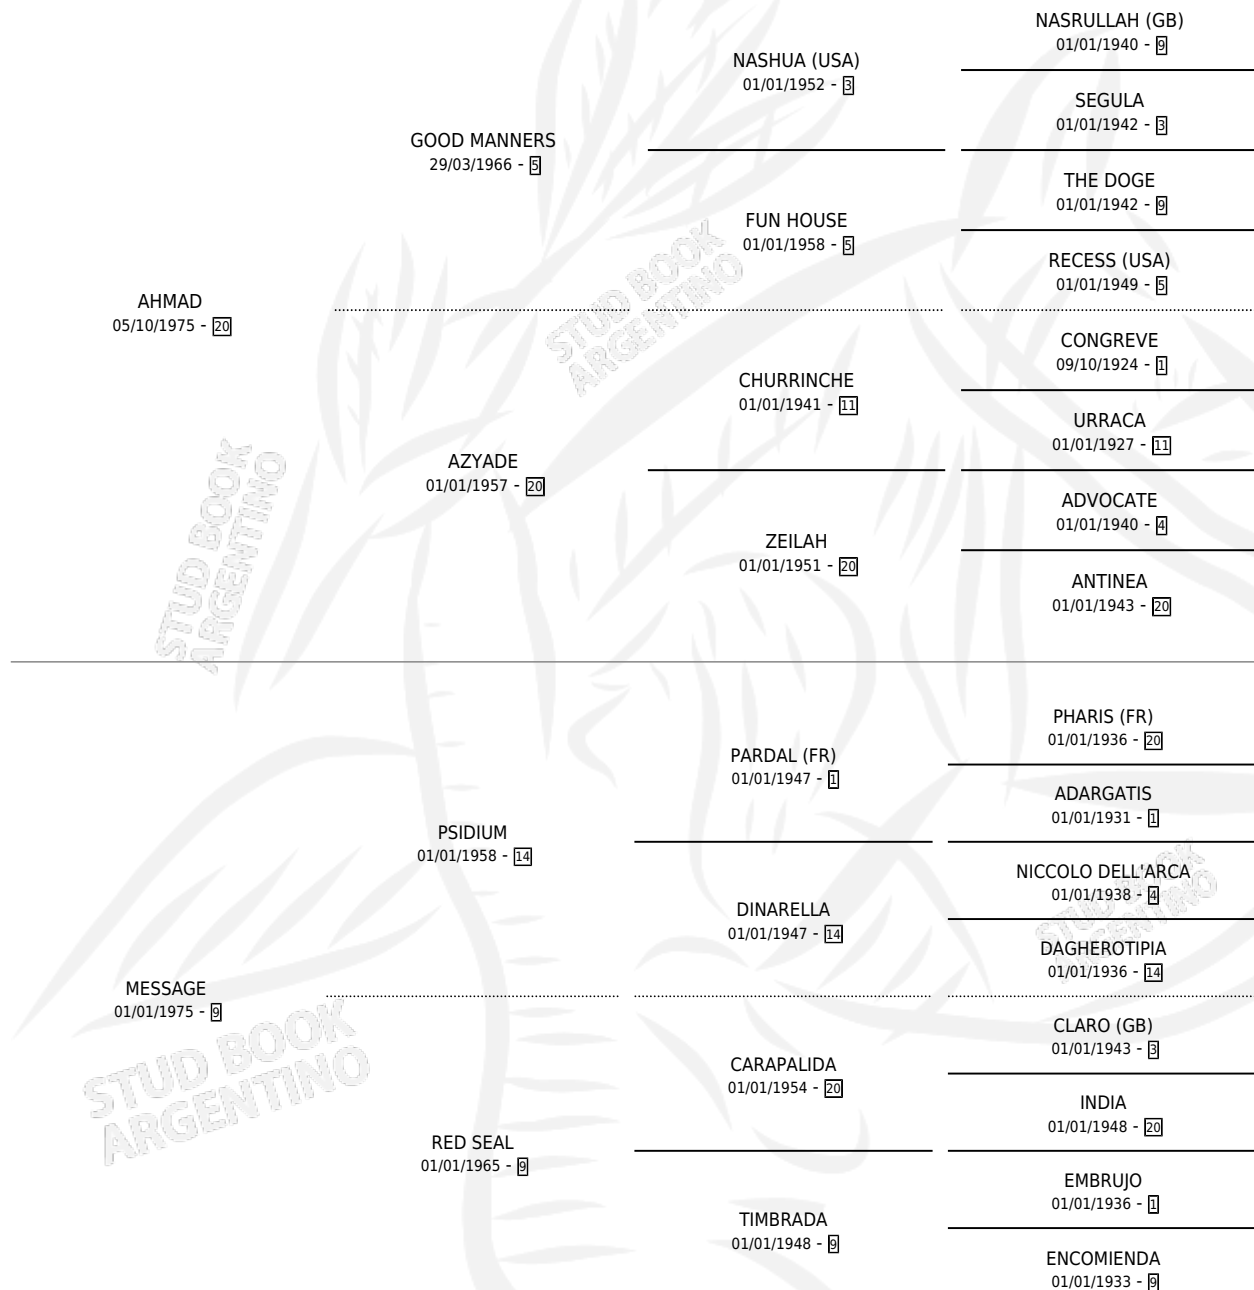 NASRULLAH (GB)
01/01/1940 - 9
NASHUA (USA)
01/01/1952 - 3
SEGULA
01/01/1942 - 3
GOOD MANNERS
29/03/1966 - 5
THE DOGE
01/01/1942 - 9
FUN HOUSE
01/01/1958 - 5
RECESS (USA)
01/01/1949 - 5
AHMAD
05/10/1975 - 20
CONGREVE
09/10/1924 - 1
CHURRINCHE
01/01/1941 - 11
URRACA
01/01/1927 - 11
AZYADE
01/01/1957 - 20
ADVOCATE
01/01/1940 - 4
ZEILAH
01/01/1951 - 20
ANTINEA
01/01/1943 - 20
PHARIS (FR)
01/01/1936 - 20
PARDAL (FR)
01/01/1947 - 1
ADARGATIS
01/01/1931 - 1
PSIDIUM
01/01/1958 - 14
NICCOLO DELL'ARCA
01/01/1938 - 4
DINARELLA
01/01/1947 - 14
DAGHEROTIPIA
01/01/1936 - 14
MESSAGE
01/01/1975 - 9
CLARO (GB)
01/01/1943 - 3
CARAPALIDA
01/01/1954 - 20
INDIA
01/01/1948 - 20
RED SEAL
01/01/1965 - 9
EMBRUJO
01/01/1936 - 1
TIMBRADA
01/01/1948 - 9
ENCOMIENDA
01/01/1933 - 9
STUD BOOK
ARGENTINO
STUD BOOK
ARGENTINO
STUD BOOK
ARGENTINO
STUD BOOK
ARGENTINO